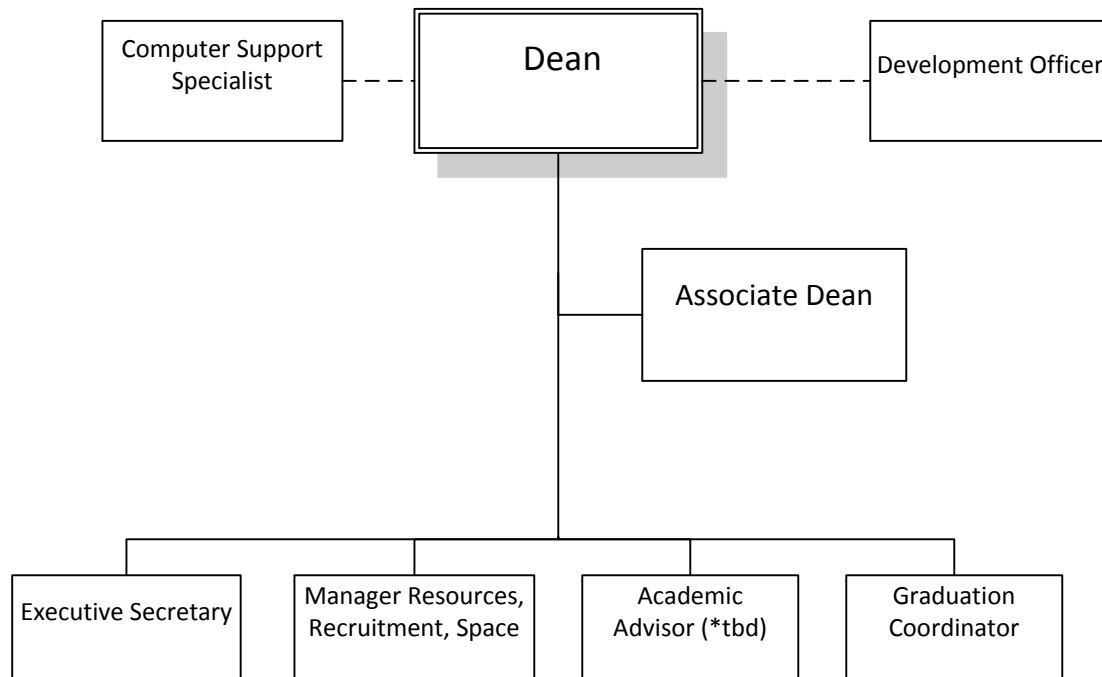 Computer Support
Specialist
Dean
Development Officer
Associate Dean
Executive Secretary
Manager Resources,
Recruitment, Space
Academic
Advisor (*tbd)
Graduation
Coordinator